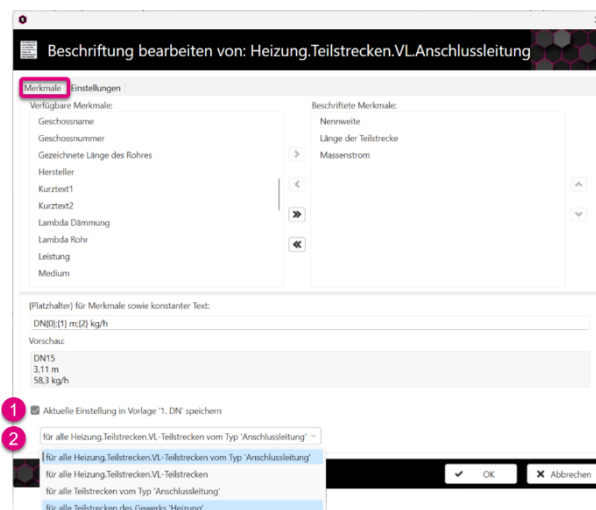 Beschriftung bearbeiten von: Heizung.Teilstrecken.VL.Anschlussleitung
Merkmale Einstellungen
Verfügbare Merkmale:
Geschossname
Geschossnummer
Gezeichnete Länge des Rohres
Hersteller
Kurztext1
Kurztext2
Lambda Dämmung
Lambda Rohr
Leistung
Medium
Beschriftete Merkmale:
Nennweite
Länge der Teilstrecke
Massenstrom
{Platzhalter} für Merkmale sowie konstanter Text:
DN{0};{1} m;{2} kg/h
Vorschau:
DN15
3,11 m
58,3 kg/h
1 Aktuelle Einstellung in Vorlage '1. DN' speichern
2 für alle Heizung.Teilstrecken.VL-Teilstrecken vom Typ 'Anschlussleitung'
für alle Heizung.Teilstrecken.VL-Teilstrecken vom Typ 'Anschlussleitung'
für alle Heizung.Teilstrecken.VL-Teilstrecken
für alle Teilstrecken vom Typ 'Anschlussleitung'
für alle Teilstrecken des Gewerks 'Heizung'
OK Abbrechen